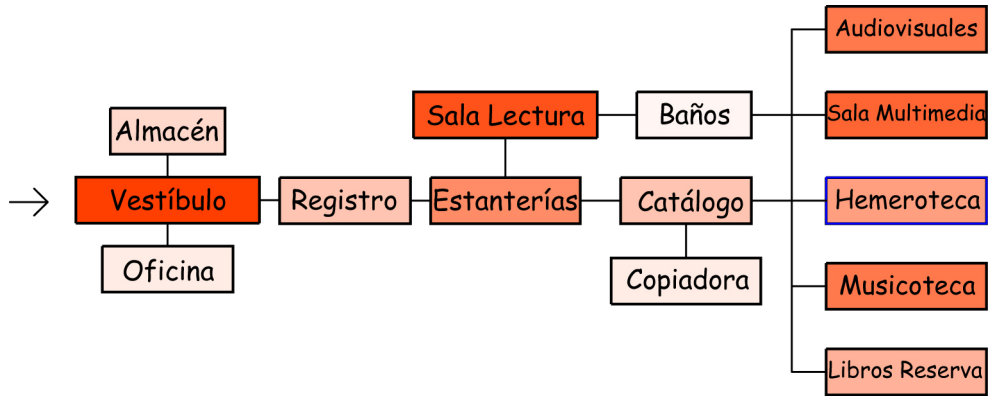 Audiovisuales
Sala Lectura
Baños
Sala Multimedia
Almacén
Vestíbulo
Registro
Estanterías
Catálogo
Hemeroteca
Oficina
Copiadora
Musicoteca
Libros Reserva